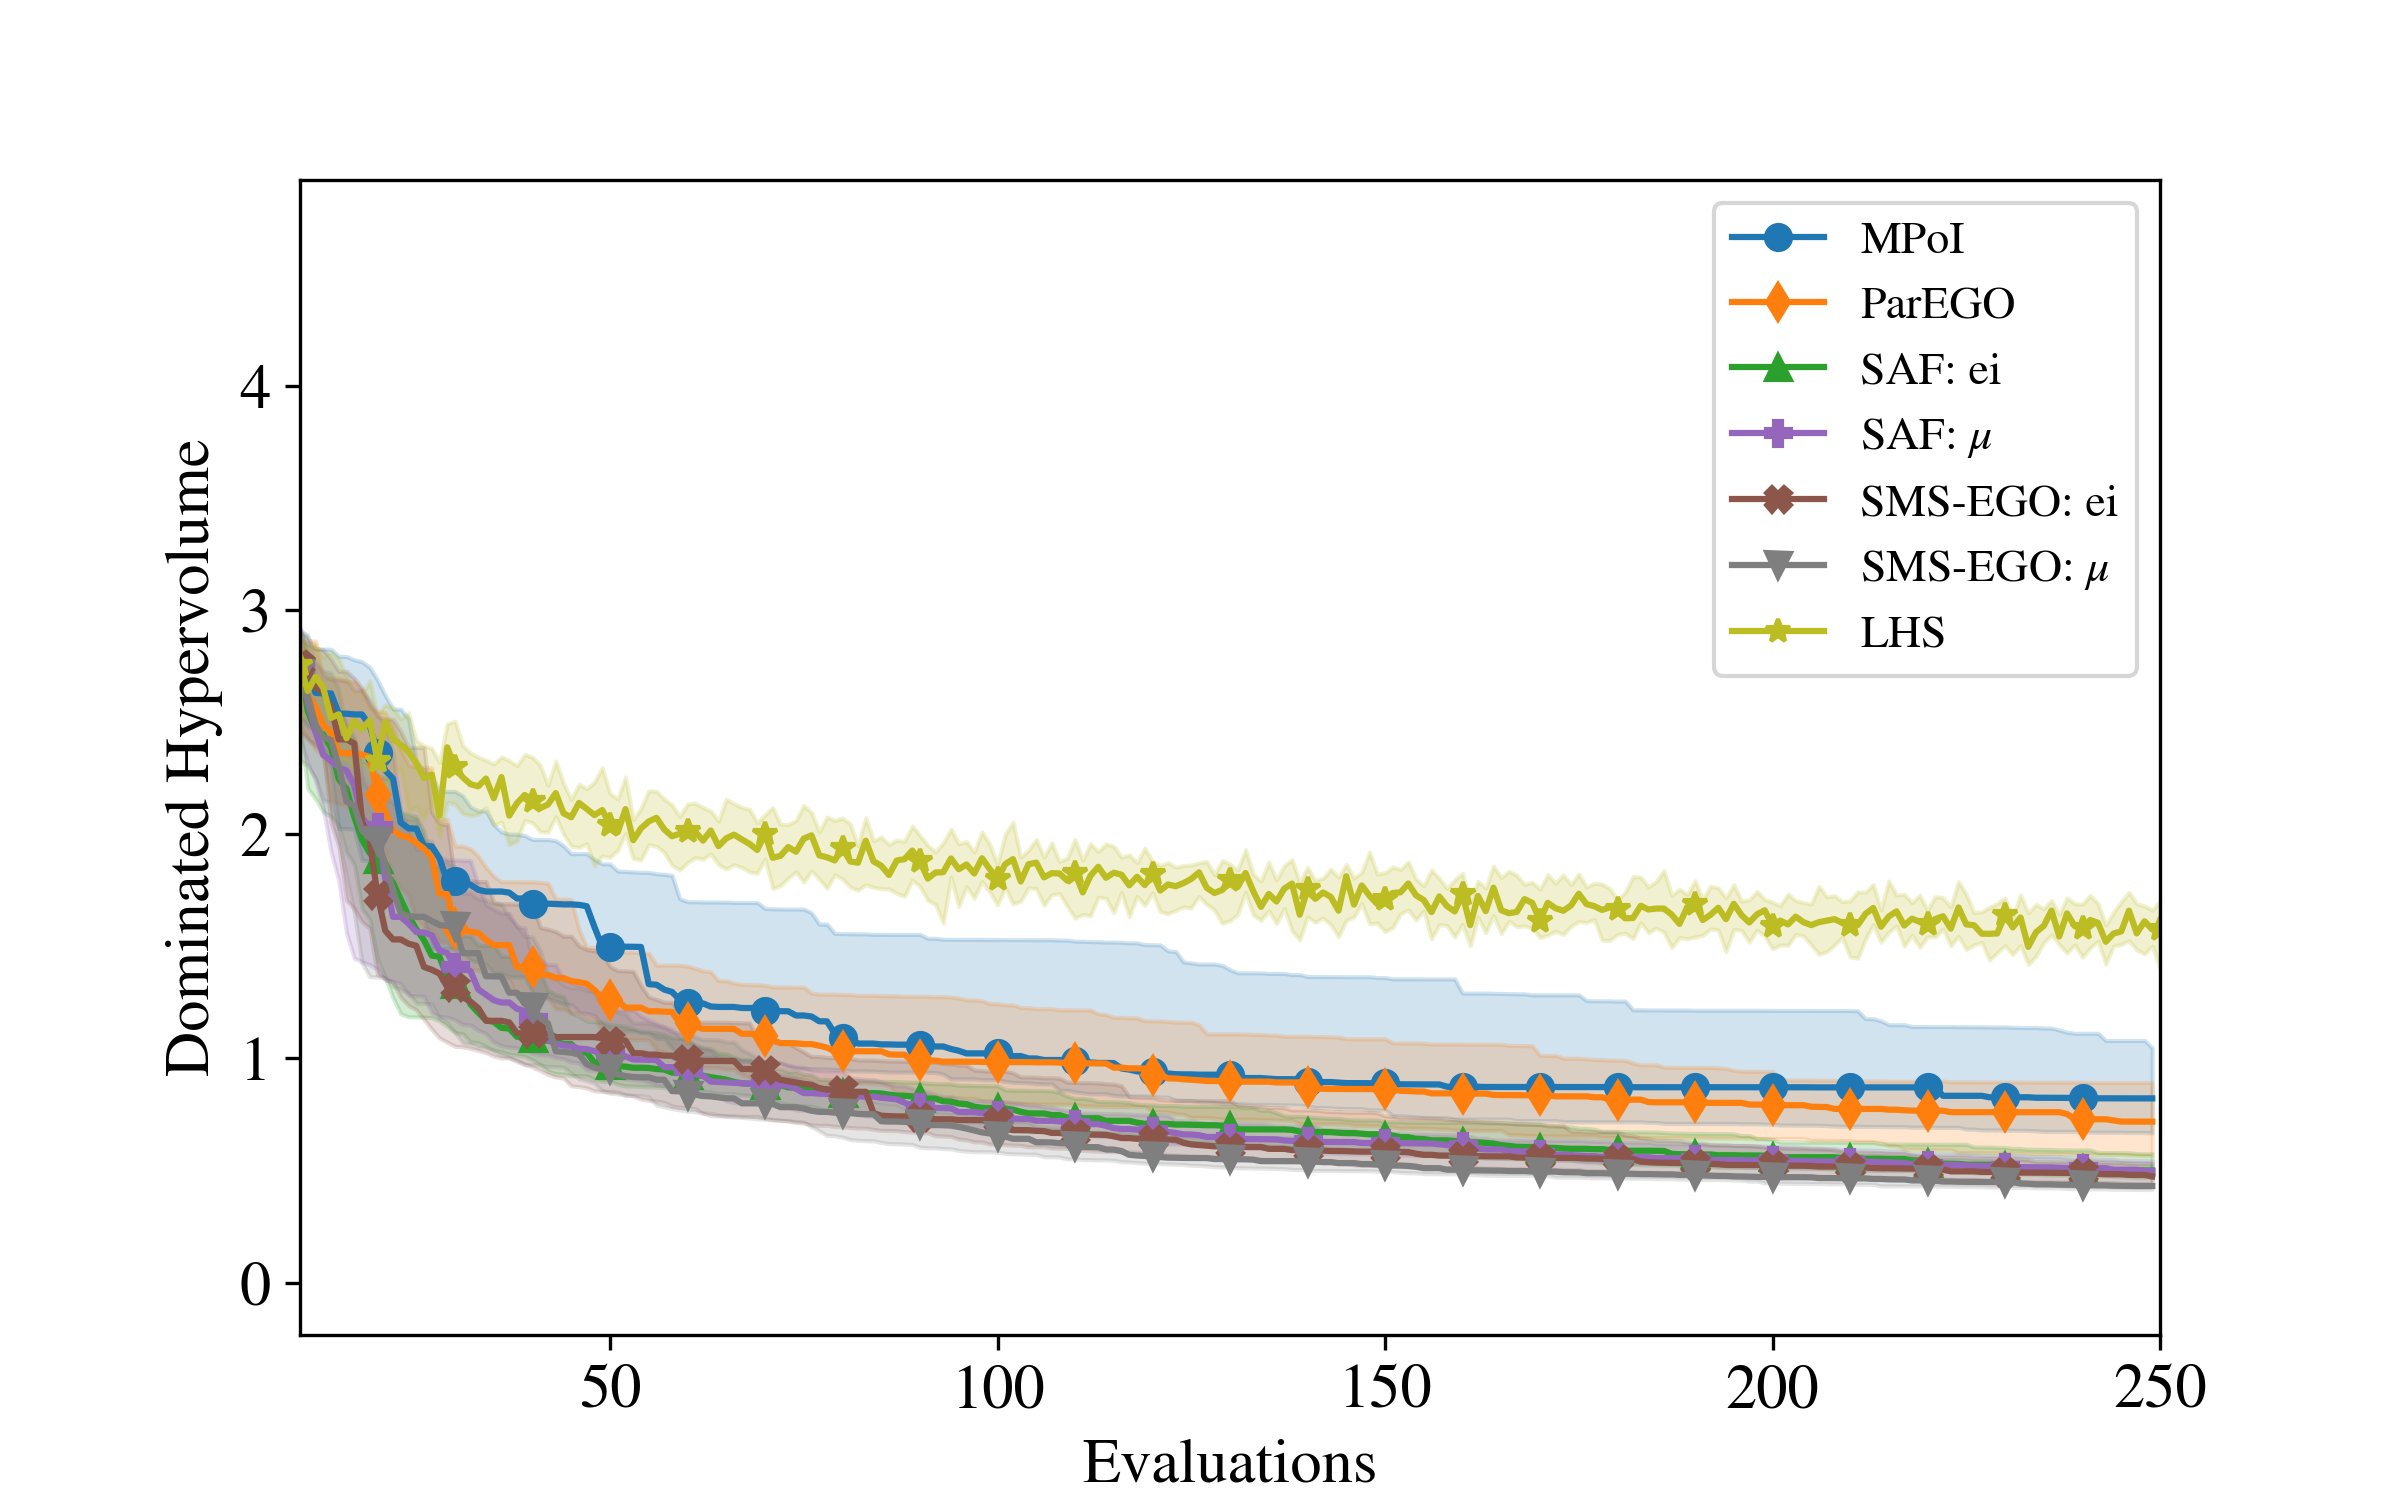 MPoI
ParEGO
SAF: ei
SAF: μ
SMS-EGO: ei
SMS-EGO: μ
LHS
Dominated Hypervolume
4
3
2
1
0
50
100
150
200
250
Evaluations